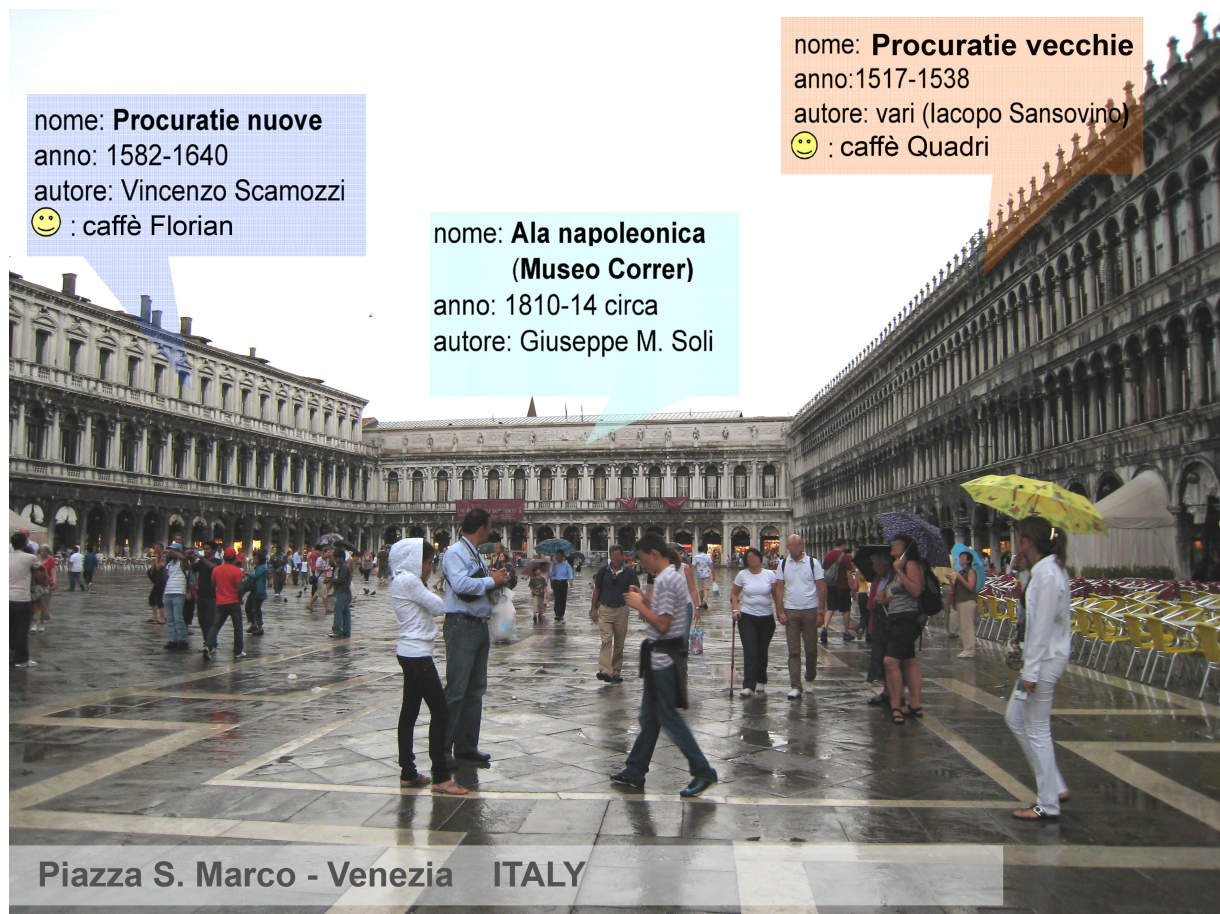 nome: Procuratie nuove
anno: 1582-1640
autore: Vincenzo Scamozzi
: caffè Florian
nome: Ala napoleonica
(Museo Correr)
anno: 1810-14 circa
autore: Giuseppe M. Soli
nome: Procuratie vecchie
anno:1517-1538
autore: vari (Iacopo Sansovino)
: caffè Quadri
Piazza S. Marco - Venezia ITALY